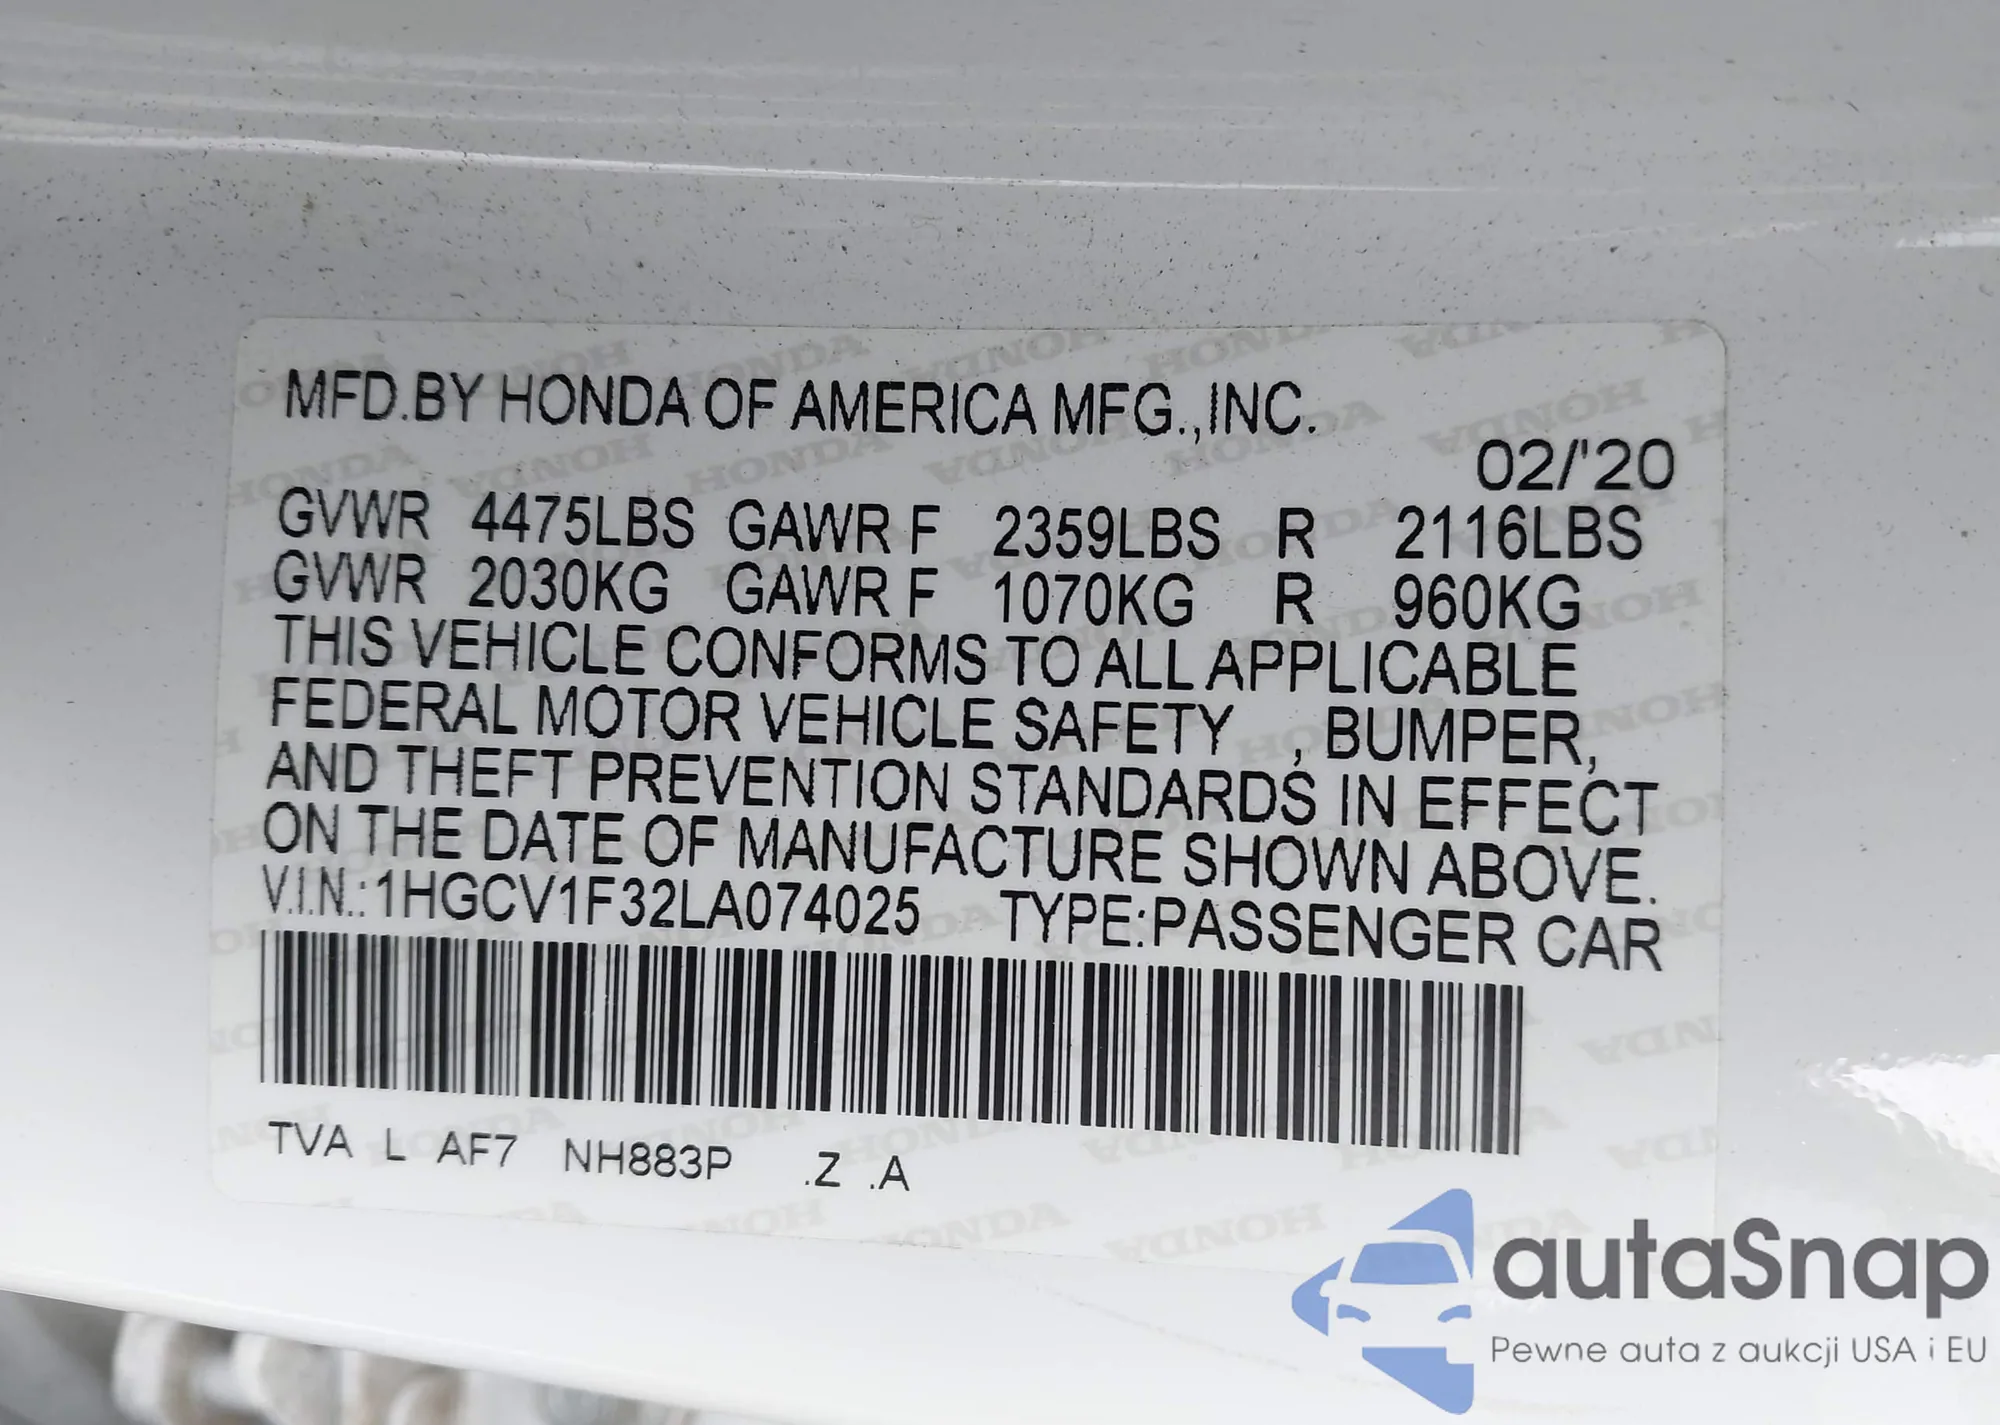 MFD.BY HONDA OF AMERICA MFG.,INC.
02/'20
GVWR 4475LBS GAWR F 2359LBS R 2116LBS
GVWR 2030KG GAWR F 1070KG R 960KG
THIS VEHICLE CONFORMS TO ALL APPLICABLE
FEDERAL MOTOR VEHICLE SAFETY , BUMPER,
AND THEFT PREVENTION STANDARDS IN EFFECT
ON THE DATE OF MANUFACTURE SHOWN ABOVE.
V.I.N.:1HGCV1F32LA074025 TYPE:PASSENGER CAR
TVA L AF7 NH883P .Z .A
autaSnap
Pewne auta z aukcji USA i EU